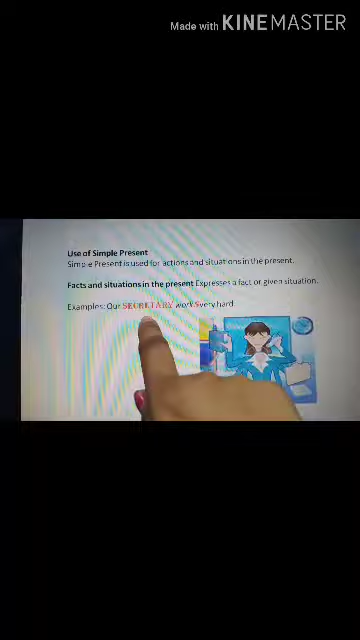 Made with KINEMASTER
Use of Simple Present
Simple Present is used for actions and situations in the present.
Facts and situations in the present Expresses a fact or given situation.
Examples: Our SECRETARY work S very hard.